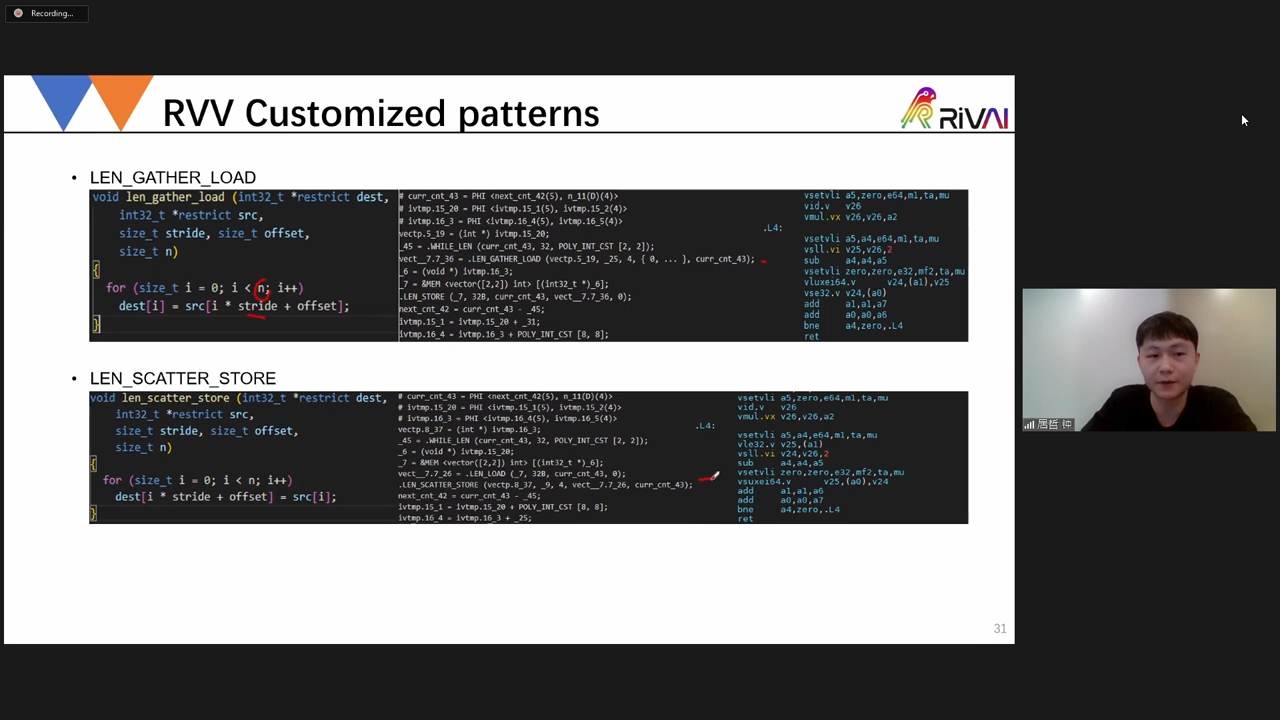 Recording...
RVV Customized patterns
RiVAI
• LEN_GATHER_LOAD
void len_gather_load (int32_t *restrict dest,
int32_t *restrict src,
size_t stride, size_t offset,
size_t n)
{
for (size_t i = 0; i < n; i++)
dest[i] = src[i * stride + offset];
}
# curr_cnt_43 = PHI <next_cnt_42(5), n_11(D)(4)>
# ivtmp.15_20 = PHI <ivtmp.15_1(5), ivtmp.15_2(4)>
# ivtmp.16_3 = PHI <ivtmp.16_4(5), ivtmp.16_5(4)>
vectp.5_19 = (int *) ivtmp.15_20;
_45 = .WHILE_LEN (curr_cnt_43, 32, POLY_INT_CST [2, 2]);
vect__7.7_36 = .LEN_GATHER_LOAD (vectp.5_19, _25, 4, { 0, ... }, curr_cnt_43);
_6 = (void *) ivtmp.16_3;
_7 = &MEM <vector([2,2]) int> [(int32_t *)_6];
.LEN_STORE (_7, 32B, curr_cnt_43, vect__7.7_36, 0);
next_cnt_42 = curr_cnt_43 - _45;
ivtmp.15_1 = ivtmp.15_20 + _31;
ivtmp.16_4 = ivtmp.16_3 + POLY_INT_CST [8, 8];
vsetvli a5,zero,e64,m1,ta,mu
vid.v v26
vmul.vx v26,v26,a2
.L4:
vsetvli a5,a4,e64,m1,ta,mu
vsll.vi v25,v26,2
sub a4,a4,a5
vsetvli zero,zero,e32,mf2,ta,mu
vluxei64.v v24,(a1),v25
vse32.v v24,(a0)
add a1,a1,a7
add a0,a0,a6
bne a4,zero,.L4
ret
• LEN_SCATTER_STORE
void len_scatter_store (int32_t *restrict dest,
int32_t *restrict src,
size_t stride, size_t offset,
size_t n)
{
for (size_t i = 0; i < n; i++)
dest[i * stride + offset] = src[i];
}
# curr_cnt_43 = PHI <next_cnt_42(5), n_11(D)(4)>
# ivtmp.15_20 = PHI <ivtmp.15_1(5), ivtmp.15_2(4)>
# ivtmp.16_3 = PHI <ivtmp.16_4(5), ivtmp.16_5(4)>
vectp.8_37 = (int *) ivtmp.16_3;
_45 = .WHILE_LEN (curr_cnt_43, 32, POLY_INT_CST [2, 2]);
_6 = (void *) ivtmp.15_20;
_7 = &MEM <vector([2,2]) int> [(int32_t *)_6];
vect__7.7_26 = .LEN_LOAD (_7, 32B, curr_cnt_43, 0);
.LEN_SCATTER_STORE (vectp.8_37, _9, 4, vect__7.7_26, curr_cnt_43);
next_cnt_42 = curr_cnt_43 - _45;
ivtmp.15_1 = ivtmp.15_20 + POLY_INT_CST [8, 8];
ivtmp.16_4 = ivtmp.16_3 + _25;
vsetvli a5,zero,e64,m1,ta,mu
vid.v v26
vmul.vx v26,v26,a2
.L4:
vsetvli a5,a4,e64,m1,ta,mu
vle32.v v25,(a1)
vsll.vi v24,v26,2
sub a4,a4,a5
vsetvli zero,zero,e32,mf2,ta,mu
vsuxei64.v v25,(a0),v24
add a1,a1,a6
add a0,a0,a7
bne a4,zero,.L4
ret
31
居哲 钟